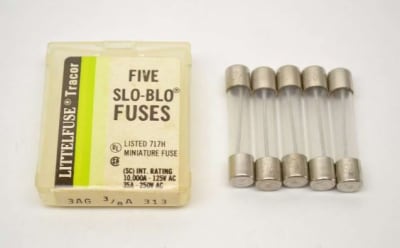 LITTELFUSE® Tracor
FIVE
SLO-BLO®
FUSES
UL LISTED 717H
MINIATURE FUSE
(SC) INT. RATING
10,000A - 125V AC
35A - 250V AC
3AG 3/8A 313